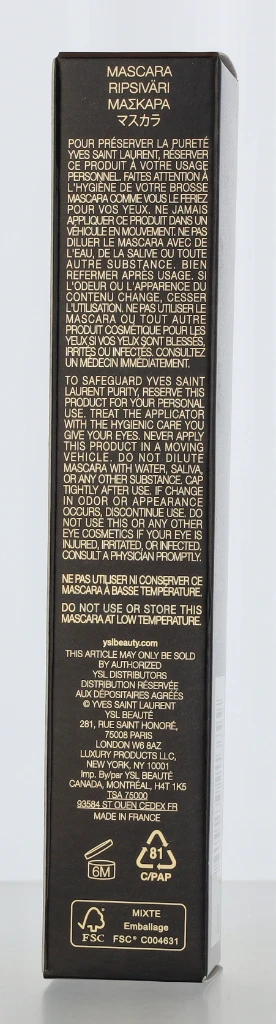 MASCARA
RIPSIVÄRI
ΜΑΣΚΑΡΑ
マスカラ
POUR PRÉSERVER LA PURETÉ
YVES SAINT LAURENT, RÉSERVER
CE PRODUIT À VOTRE USAGE
PERSONNEL. FAITES ATTENTION À
L'HYGIÈNE DE VOTRE BROSSE
MASCARA COMME VOUS LE FERIEZ
POUR VOS YEUX. NE JAMAIS
APPLIQUER CE PRODUIT DANS UN
VÉHICULE EN MOUVEMENT. NE PAS
DILUER LE MASCARA AVEC DE
L'EAU, DE LA SALIVE OU TOUTE
AUTRE SUBSTANCE. BIEN
REFERMER APRÈS USAGE. SI
L'ODEUR OU L'APPARENCE DU
CONTENU CHANGE, CESSER
L'UTILISATION. NE PAS UTILISER LE
MASCARA OU TOUT AUTRE
PRODUIT COSMÉTIQUE POUR LES
YEUX SI VOS YEUX SONT BLESSÉS,
IRRITÉS OU INFECTÉS. CONSULTEZ
UN MÉDECIN IMMÉDIATEMENT.
TO SAFEGUARD YVES SAINT
LAURENT PURITY, RESERVE THIS
PRODUCT FOR YOUR PERSONAL
USE. TREAT THE APPLICATOR
WITH THE HYGIENIC CARE YOU
GIVE YOUR EYES. NEVER APPLY
THIS PRODUCT IN A MOVING
VEHICLE. DO NOT DILUTE
MASCARA WITH WATER, SALIVA,
OR ANY OTHER SUBSTANCE. CAP
TIGHTLY AFTER USE. IF CHANGE
IN ODOR OR APPEARANCE
OCCURS, DISCONTINUE USE. DO
NOT USE THIS OR ANY OTHER
EYE COSMETICS IF YOUR EYE IS
INJURED, IRRITATED, OR INFECTED.
CONSULT A PHYSICIAN PROMPTLY.
NE PAS UTILISER NI CONSERVER CE
MASCARA À BASSE TEMPÉRATURE.
DO NOT USE OR STORE THIS
MASCARA AT LOW TEMPERATURE.
yslbeauty.com
THIS ARTICLE MAY ONLY BE SOLD
BY AUTHORIZED
YSL DISTRIBUTORS
DISTRIBUTION RÉSERVÉE
AUX DÉPOSITAIRES AGRÉÉS
© YVES SAINT LAURENT
YSL BEAUTÉ
281, RUE SAINT HONORÉ,
75008 PARIS
LONDON W6 8AZ
LUXURY PRODUCTS LLC,
NEW YORK, NY 10001
Imp. By/par YSL BEAUTÉ
CANADA, MONTRÉAL, H4T 1K5
TSA 75000
93584 ST OUEN CEDEX FR
MADE IN FRANCE
6M
81
C/PAP
MIXTE
Emballage
FSC
FSC® C004631